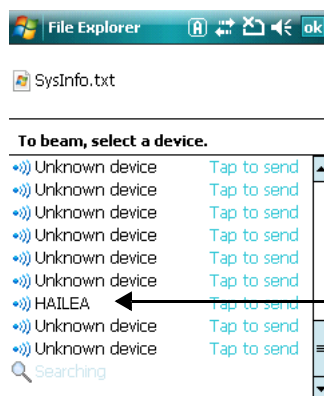 File Explorer A ok
SysInfo.txt
To beam, select a device.
Unknown device Tap to send
Unknown device Tap to send
Unknown device Tap to send
Unknown device Tap to send
Unknown device Tap to send
Unknown device Tap to send
HAILEA Tap to send
Unknown device Tap to send
Unknown device Tap to send
Searching